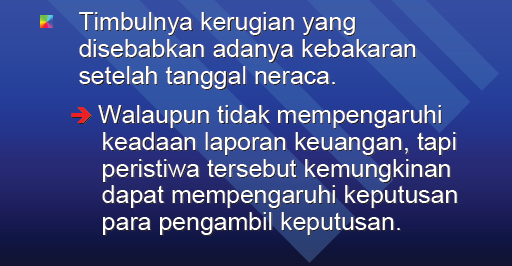 Timbulnya kerugian yang
disebabkan adanya kebakaran
setelah tanggal neraca.
Walaupun tidak mempengaruhi
keadaan laporan keuangan, tapi
peristiwa tersebut kemungkinan
dapat mempengaruhi keputusan
para pengambil keputusan.